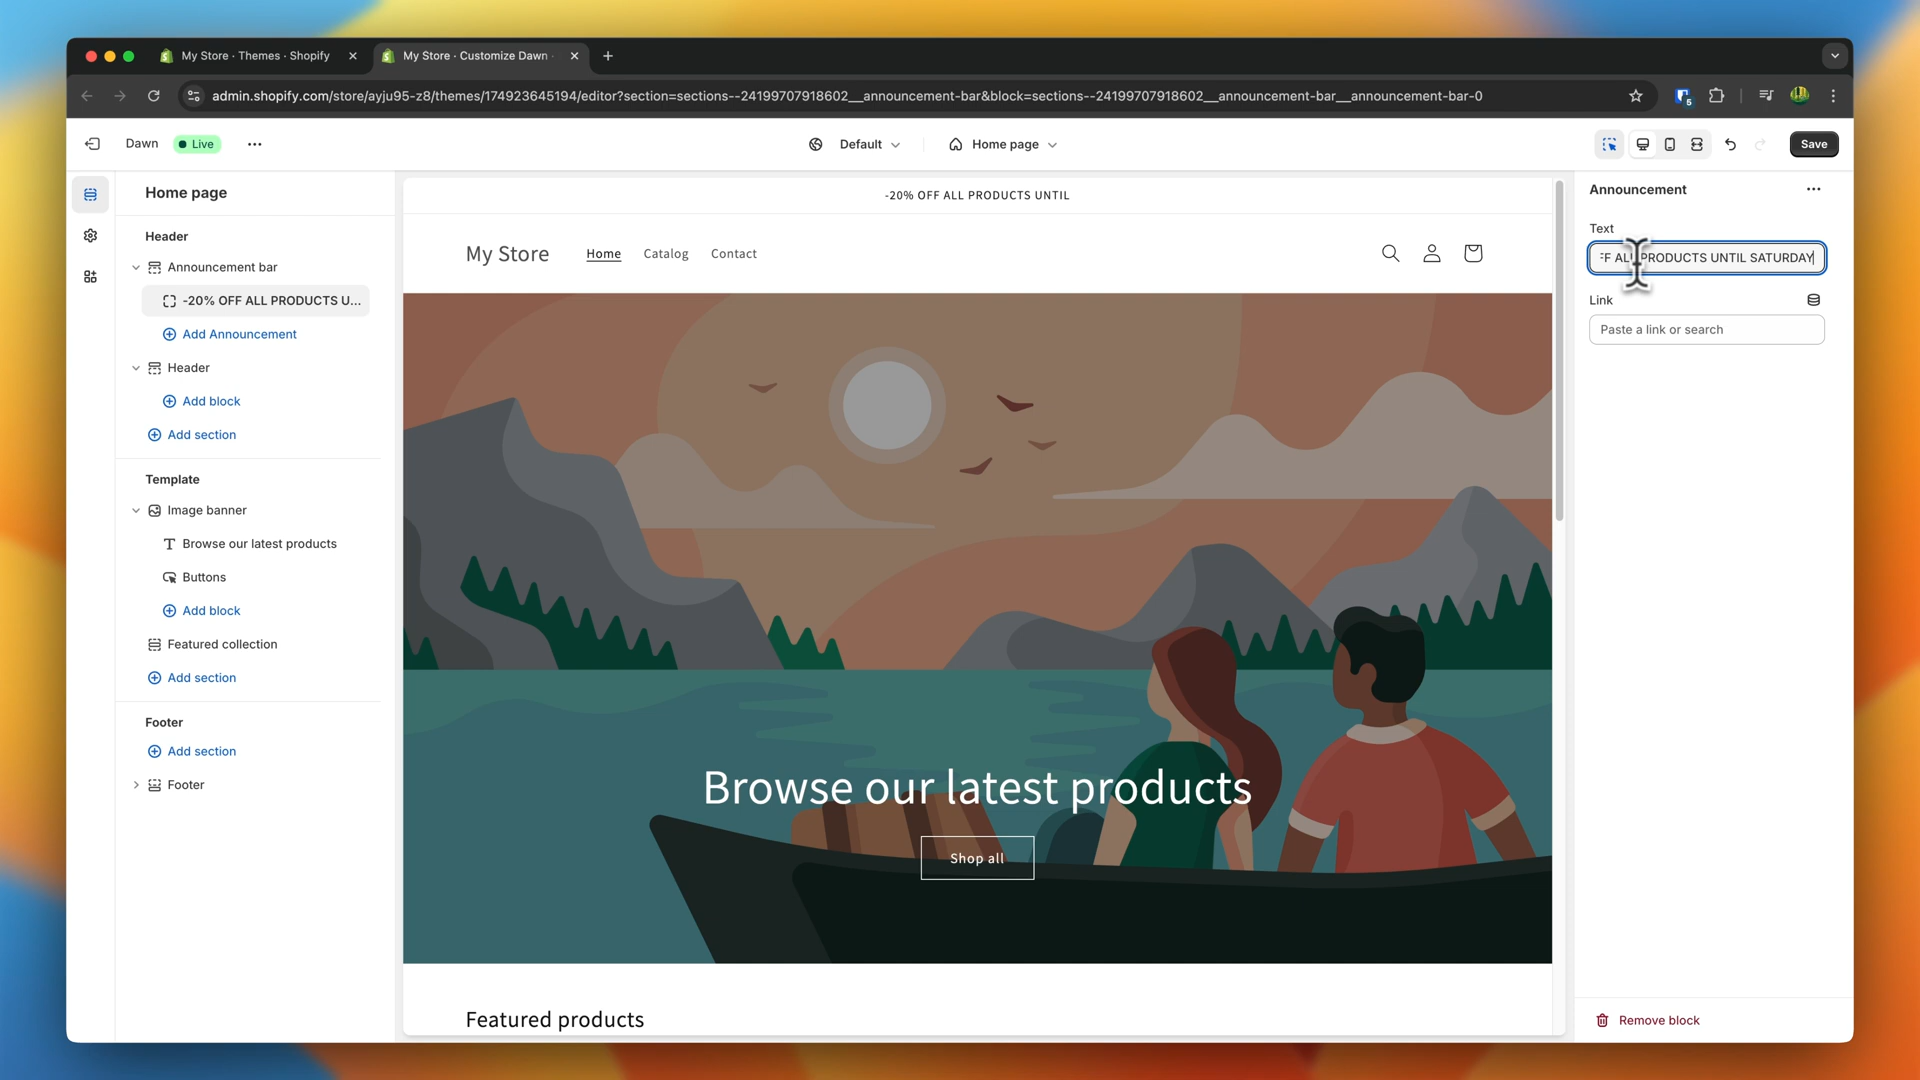 My Store · Themes · Shopify
My Store · Customize Dawn ·
admin.shopify.com/store/ayju95-z8/themes/174923645194/editor?section=sections--24199707918602__announcement-bar&block=sections--24199707918602__announcement-bar__announcement-bar-0
5
Dawn
Live
Default
Home page
Save
Home page
Header
Announcement bar
-20% OFF ALL PRODUCTS U...
Add Announcement
Header
Add block
Add section
Template
Image banner
Browse our latest products
Buttons
Add block
Featured collection
Add section
Footer
Add section
Footer
-20% OFF ALL PRODUCTS UNTIL
My Store
Home
Catalog
Contact
Browse our latest products
Shop all
Featured products
Announcement
Text
FF ALL PRODUCTS UNTIL SATURDAY
Link
Paste a link or search
Remove block